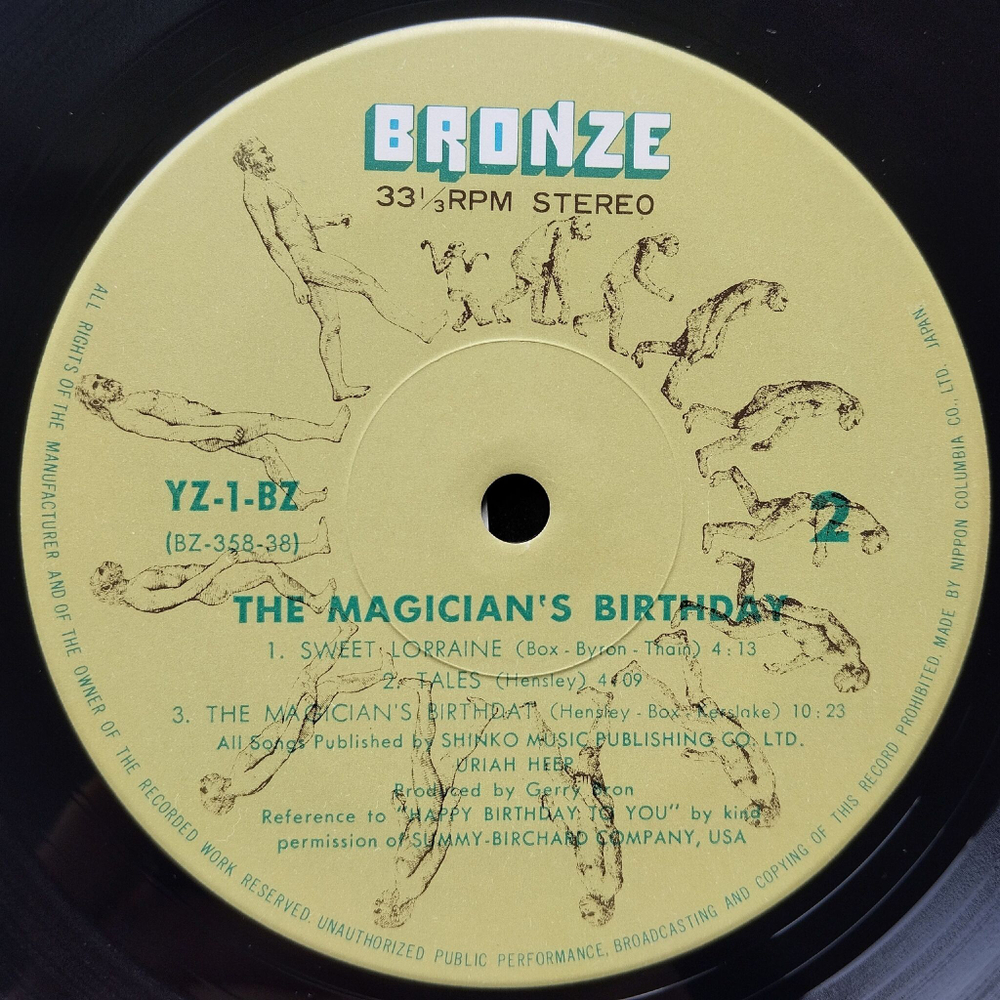 BRONZE
33 1/3 RPM STEREO
YZ-1-BZ
(BZ-358-38)
2
THE MAGICIAN'S BIRTHDAY
1. SWEET LORRAINE (Box - Byron - Thain) 4:13
2. TALES (Hensley) 4:09
3. THE MAGICIAN'S BIRTHDAY (Hensley - Box - Kerslake) 10:23
All Songs Published by SHINKO MUSIC PUBLISHING CO. LTD.
URIAH HEEP
Produced by Gerry Bron
Reference to "HAPPY BIRTHDAY TO YOU" by kind
permission of SUMMY-BIRCHARD COMPANY, USA
ALL RIGHTS OF THE MANUFACTURER AND OF THE OWNER OF THE RECORDED WORK RESERVED. UNAUTHORIZED PUBLIC PERFORMANCE, BROADCASTING AND COPYING OF THIS RECORD PROHIBITED. MADE BY NIPPON COLUMBIA CO., LTD. JAPAN.